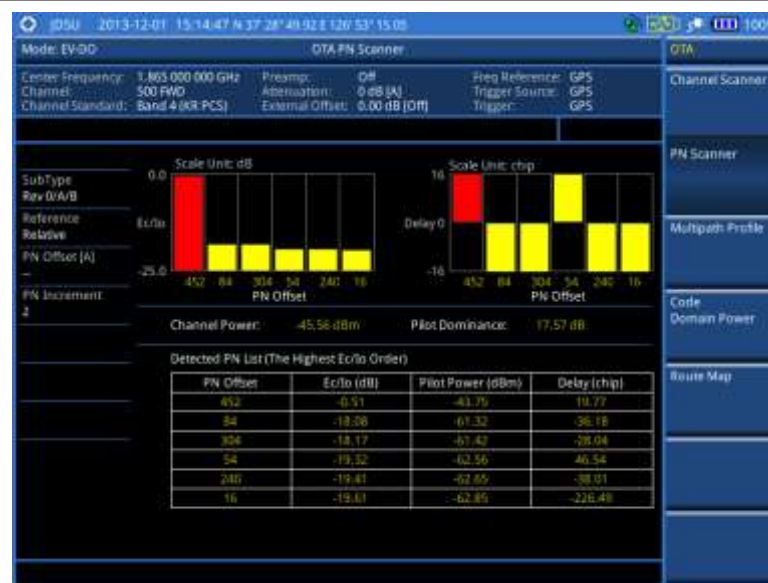 JDSU 2013-12-01 15:14:47 N 37° 28' 49.92 E 126° 53' 15.05 100%
Mode: EV-DO OTA PN Scanner OTA
Center Frequency: 1.865 000 000 GHz Preamp: Off Freq Reference: GPS
Channel: 500 FWD Attenuation: 0 dB [A] Trigger Source: GPS
Channel Standard: Band 4 (KR PCS) External Offset: 0.00 dB [Off] Trigger: GPS
Channel Scanner
PN Scanner
Multipath Profile
Code
Domain Power
Route Map
SubType
Rev 0/A/B
Reference
Relative
PN Offset [A]
--
PN Increment
2
Scale Unit: dB
0.0
Ec/Io
-25.0
452 84 304 54 240 16
PN Offset
Scale Unit: chip
16
Delay 0
-16
452 84 304 54 240 16
PN Offset
Channel Power: -45.56 dBm Pilot Dominance: 17.57 dB
Detected PN List (The Highest Ec/Io Order)
PN Offset Ec/Io (dB) Pilot Power (dBm) Delay (chip)
452 -0.51 -43.75 19.77
84 -18.08 -61.32 -36.18
304 -18.17 -61.42 -28.04
54 -19.32 -62.56 46.54
240 -19.41 -62.65 -38.01
16 -19.61 -62.85